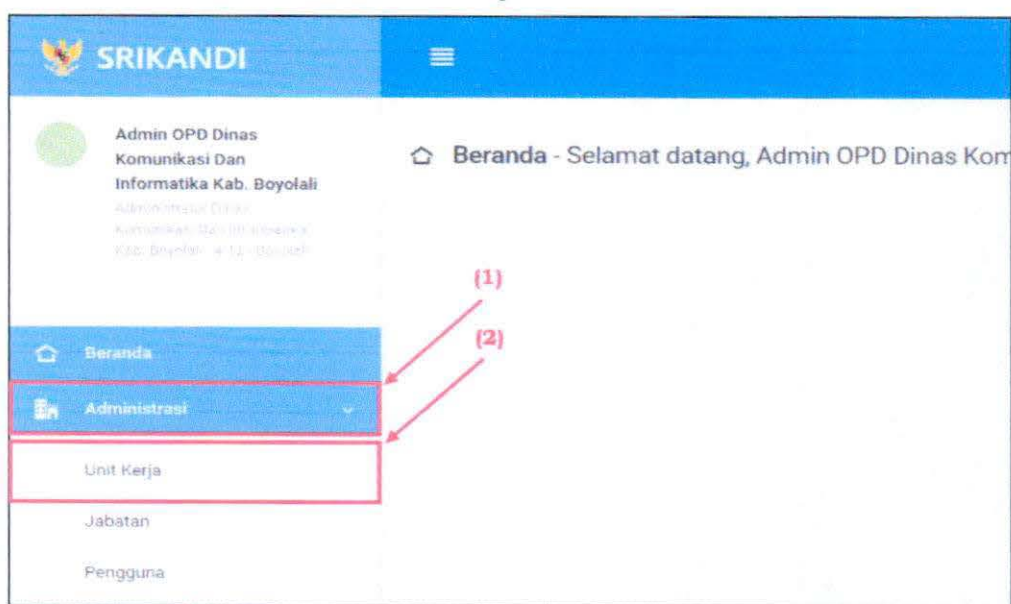 SRIKANDI
Admin OPD Dinas
Komunikasi Dan
Informatika Kab. Boyolali
Beranda - Selamat datang, Admin OPD Dinas Kom
(1)
(2)
Beranda
Administrasi
Unit Kerja
Jabatan
Pengguna